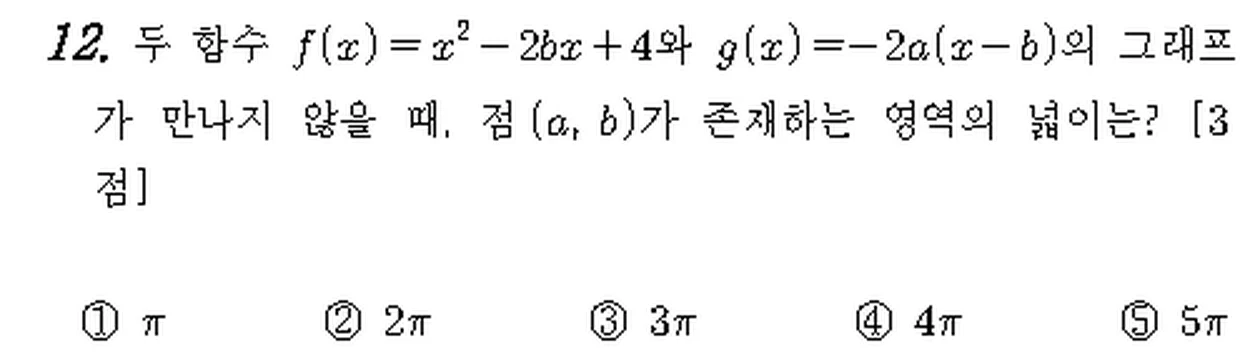 12. 두 함수 f(x)=x²-2bx+4와 g(x)=-2a(x-b)의 그래프
가 만나지 않을 때, 점 (a, b)가 존재하는 영역의 넓이는? [3
점]
① π ② 2π ③ 3π ④ 4π ⑤ 5π